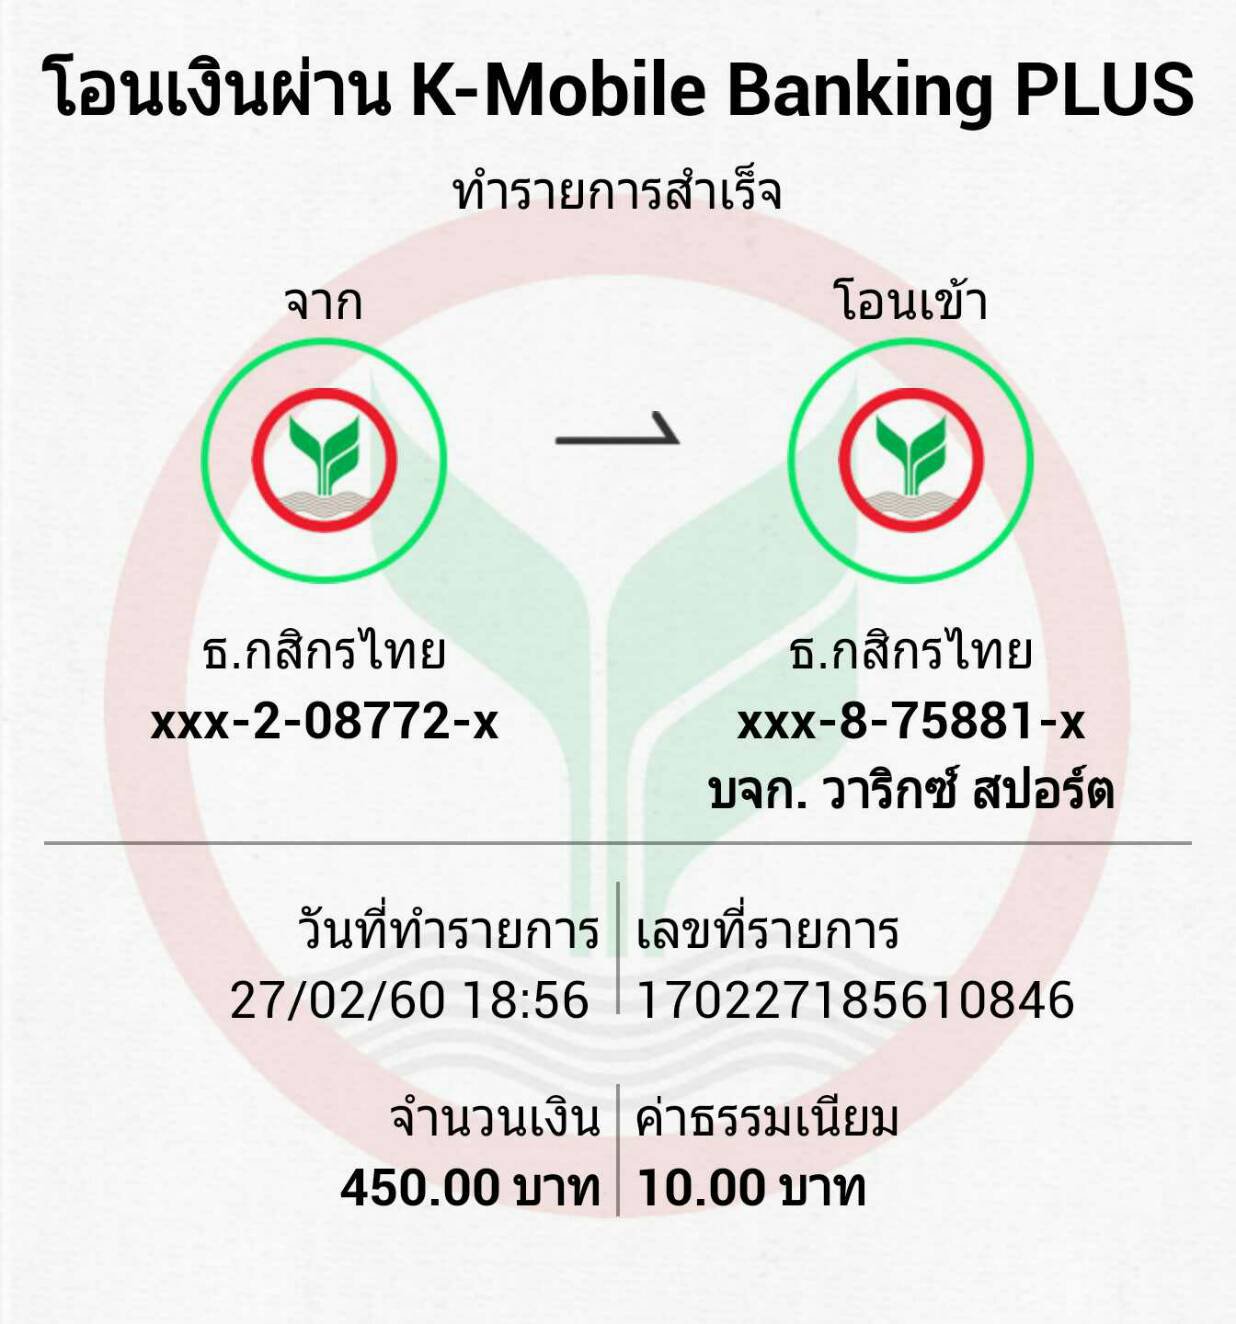 โอนเงินผ่าน K-Mobile Banking PLUS
ทำรายการสำเร็จ
จาก
โอนเข้า
ธ.กสิกรไทย
xxx-2-08772-x
ธ.กสิกรไทย
xxx-8-75881-x
บจก. วาริกซ์ สปอร์ต
วันที่ทำรายการ
27/02/60 18:56
เลขที่รายการ
170227185610846
จำนวนเงิน
450.00 บาท
ค่าธรรมเนียม
10.00 บาท